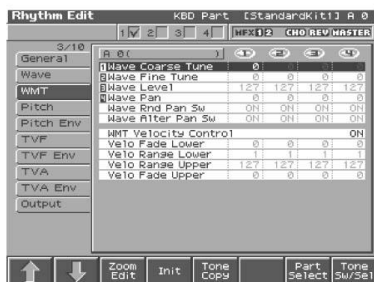 Rhythm Edit KBD Part [StandardKit1] A 0
1 2 3 4 MFX 1 2 CHO REV MASTER
3/10
General
Wave
WMT
Pitch
Pitch Env
TVF
TVF Env
TVA
TVA Env
Output
A 0( ) 1 2 3 4
1 Wave Coarse Tune 0 0 0 0
2 Wave Fine Tune 0 0 0 0
3 Wave Level 127 127 127 127
4 Wave Pan 0 0 0 0
Wave Rnd Pan Sw ON ON ON ON
Wave Alter Pan Sw ON ON ON ON
WMT Velocity Control ON
Velo Fade Lower 0 0 0 0
Velo Range Lower 1 1 1 1
Velo Range Upper 127 127 127 127
Velo Fade Upper 0 0 0 0
Zoom Edit Init Tone Copy Part Select Tone Sw/Sel